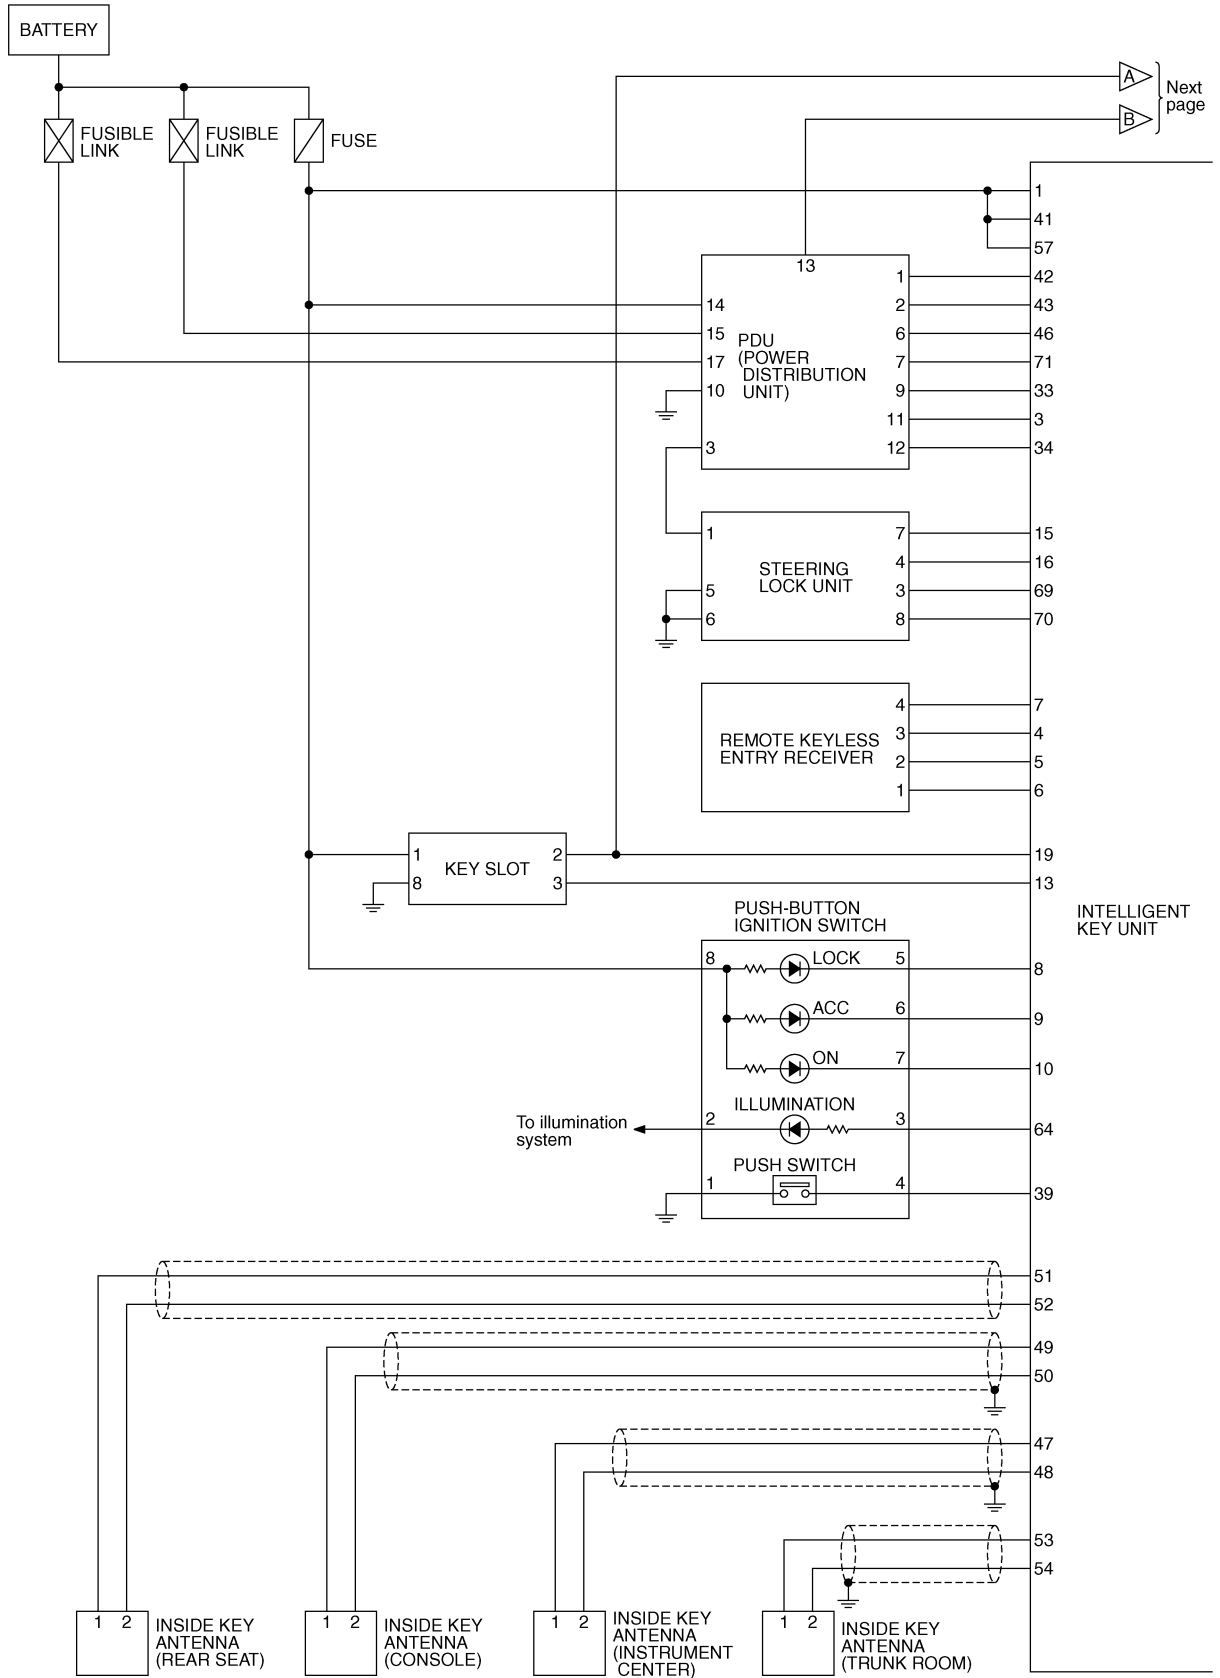 BATTERY
A
Next
page
B
FUSIBLE
LINK
FUSIBLE
LINK
FUSE
1
41
57
13
1 42
14 2 43
15 6 46
PDU
(POWER
DISTRIBUTION
UNIT)
17 7 71
10 9 33
11 3
3 12 34
1 7 15
4 16
STEERING
LOCK UNIT
5 3 69
6 8 70
4 7
3 4
REMOTE KEYLESS
ENTRY RECEIVER
2 5
1 6
1 2 19
KEY SLOT
8 3 13
PUSH-BUTTON
IGNITION SWITCH
INTELLIGENT
KEY UNIT
8 LOCK 5 8
ACC 6 9
ON 7 10
ILLUMINATION
To illumination
system
2 3 64
PUSH SWITCH
1 4 39
51
52
49
50
47
48
53
54
1 2
INSIDE KEY
ANTENNA
(REAR SEAT)
1 2
INSIDE KEY
ANTENNA
(CONSOLE)
1 2
INSIDE KEY
ANTENNA
(INSTRUMENT
CENTER)
1 2
INSIDE KEY
ANTENNA
(TRUNK ROOM)